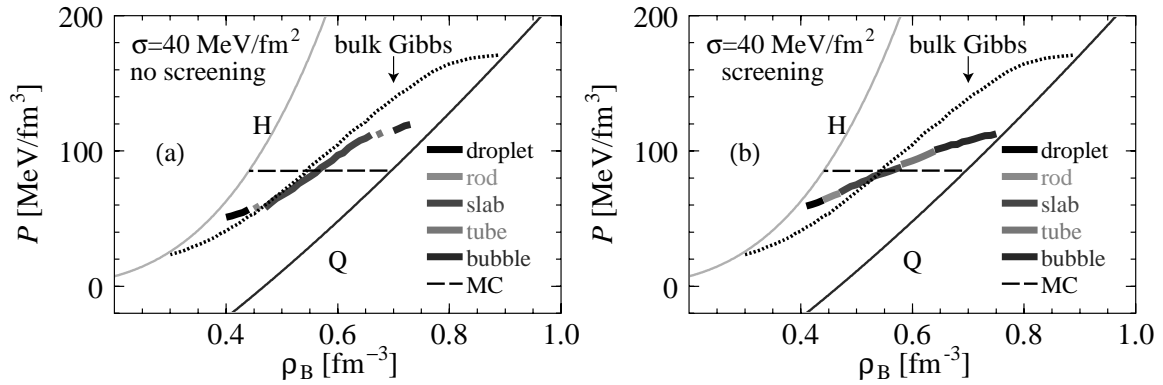 200
100
0
P [MeV/fm³]
σ=40 MeV/fm²
no screening
bulk Gibbs
H
(a)
Q
droplet
rod
slab
tube
bubble
MC
0.4 0.6 0.8 1.0
ρB [fm⁻³]
200
100
0
P [MeV/fm³]
σ=40 MeV/fm²
screening
bulk Gibbs
H
(b)
Q
droplet
rod
slab
tube
bubble
MC
0.4 0.6 0.8 1.0
ρB [fm⁻³]